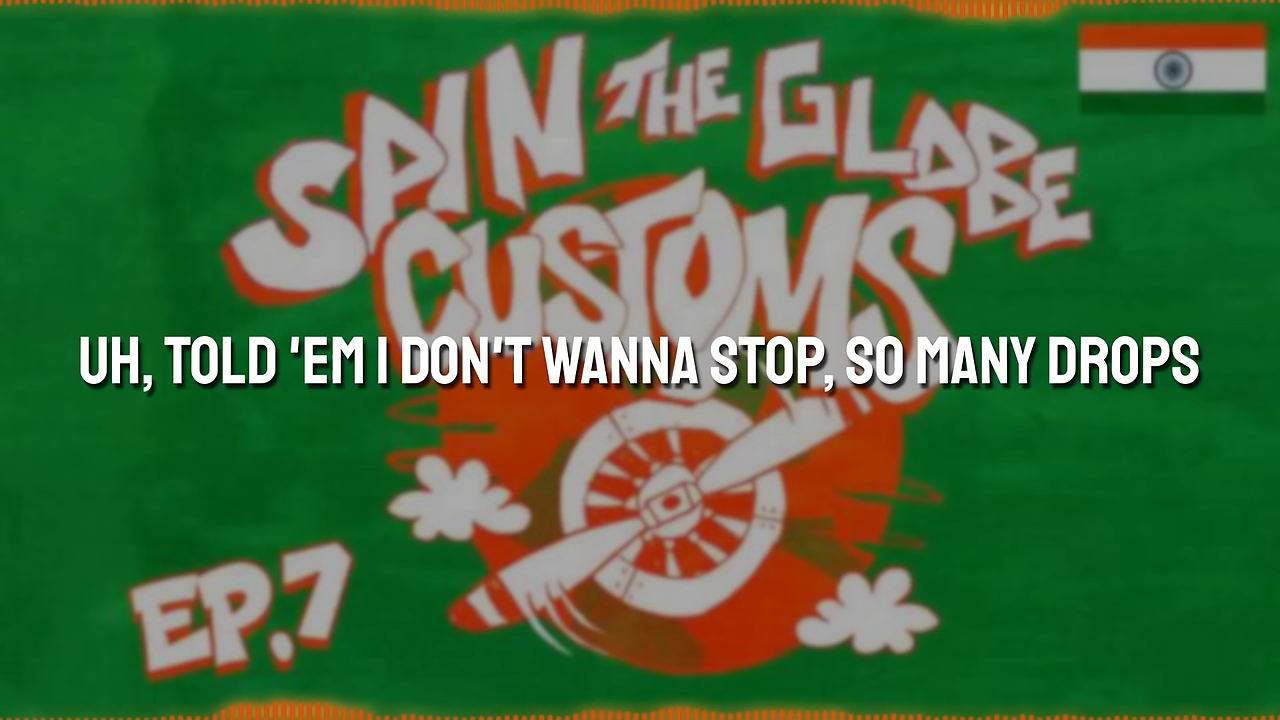 SPIN THE GLOBE
CUSTOMS
UH, TOLD 'EM I DON'T WANNA STOP, SO MANY DROPS
EP.7